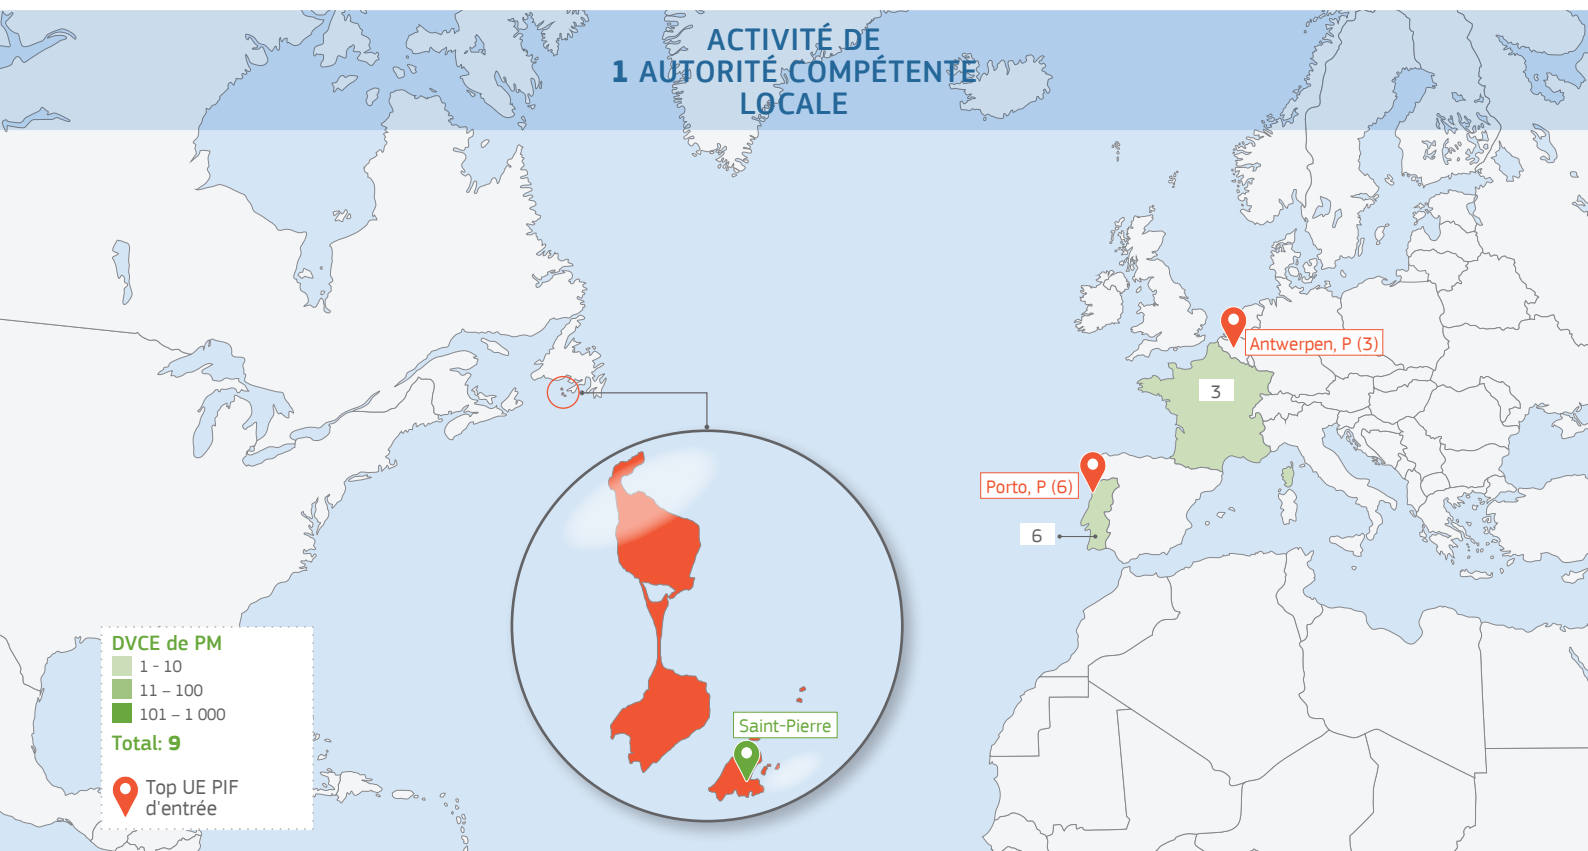 ACTIVITÉ DE
1 AUTORITÉ COMPÉTENTE
LOCALE
Antwerpen, P (3)
3
Porto, P (6)
6
DVCE de PM
1 - 10
11 – 100
101 – 1 000
Total: 9
Top UE PIF
d'entrée
Saint-Pierre